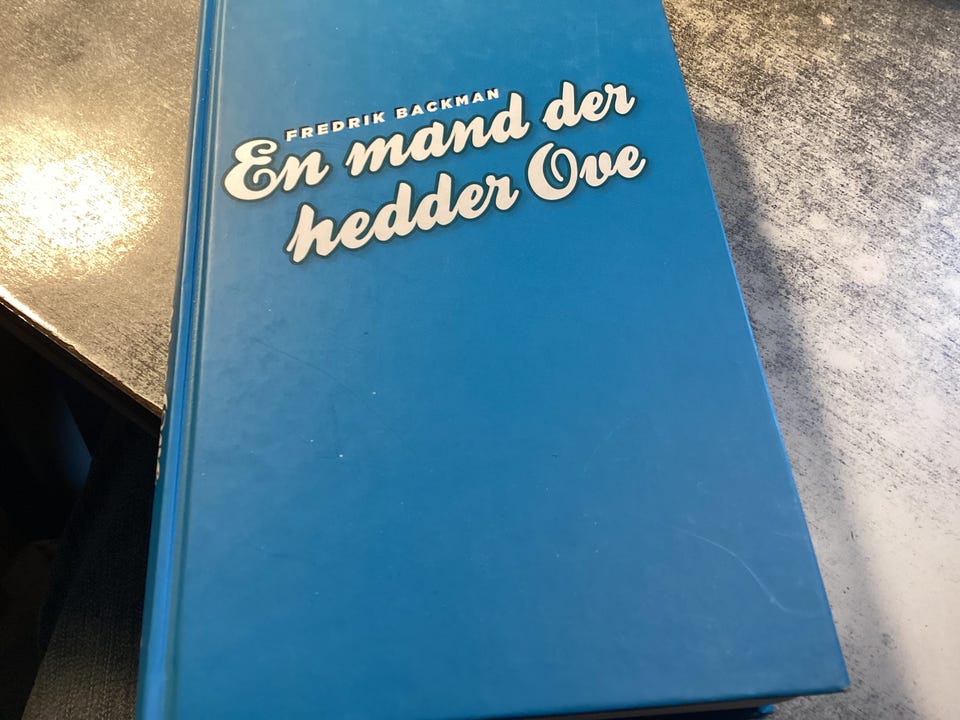 FREDRIK BACKMAN
En mand der
hedder Ove